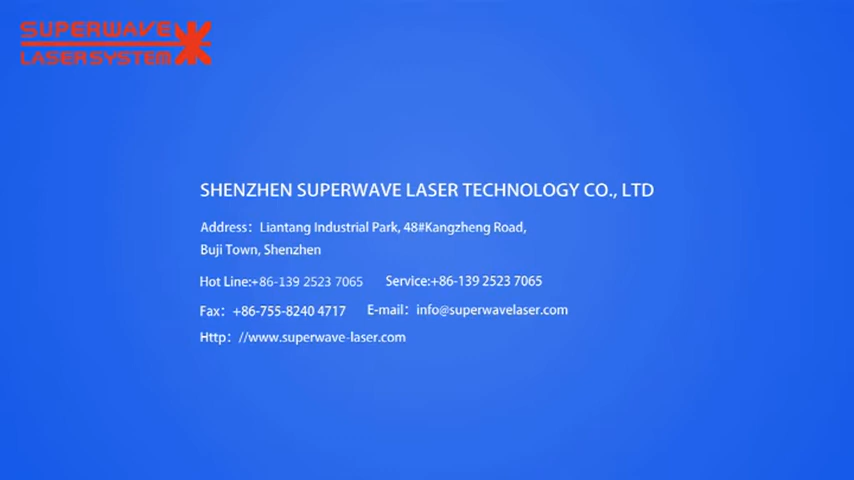 SUPERWAVE
LASER SYSTEM
SHENZHEN SUPERWAVE LASER TECHNOLOGY CO., LTD
Address：Liantang Industrial Park, 48#Kangzheng Road,
Buji Town, Shenzhen
Hot Line:+86-139 2523 7065 Service:+86-139 2523 7065
Fax：+86-755-8240 4717 E-mail：info@superwavelaser.com
Http：//www.superwave-laser.com